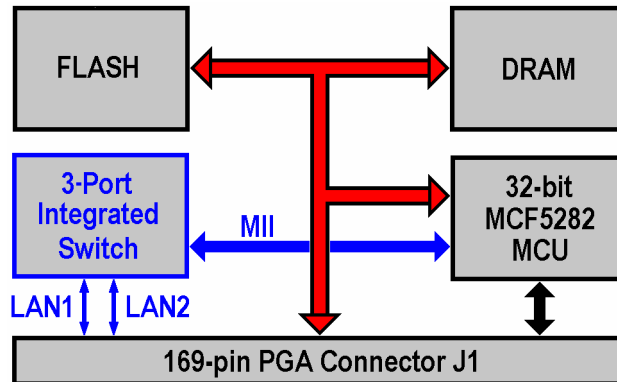 FLASH
DRAM
3-Port
Integrated
Switch
MII
32-bit
MCF5282
MCU
LAN1
LAN2
169-pin PGA Connector J1